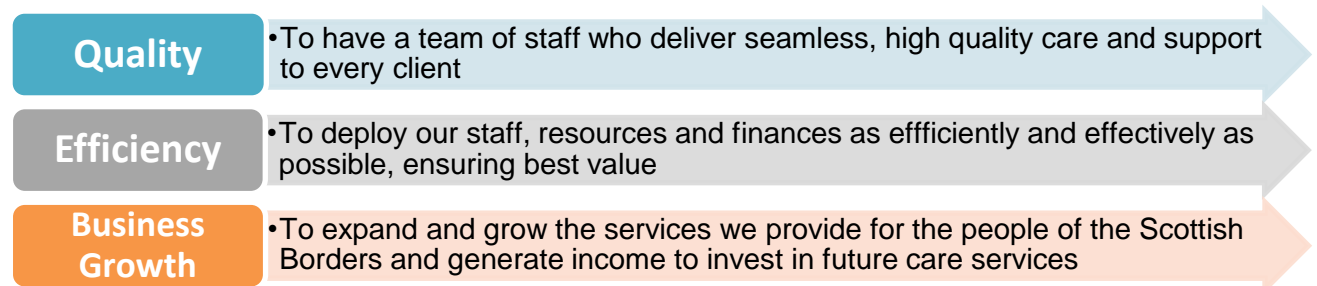 Quality
•To have a team of staff who deliver seamless, high quality care and support
to every client
Efficiency
•To deploy our staff, resources and finances as effficiently and effectively as
possible, ensuring best value
Business
Growth
•To expand and grow the services we provide for the people of the Scottish
Borders and generate income to invest in future care services